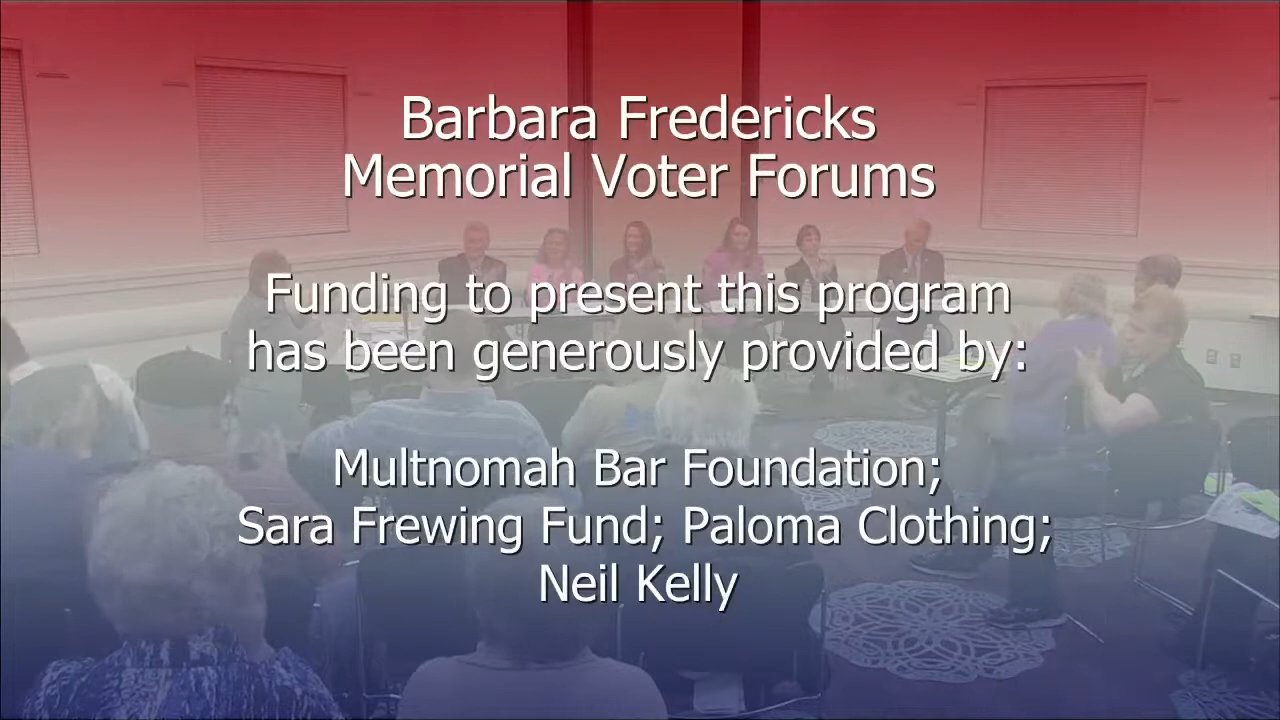 Barbara Fredericks
Memorial Voter Forums
Funding to present this program
has been generously provided by:
Multnomah Bar Foundation;
Sara Frewing Fund; Paloma Clothing;
Neil Kelly